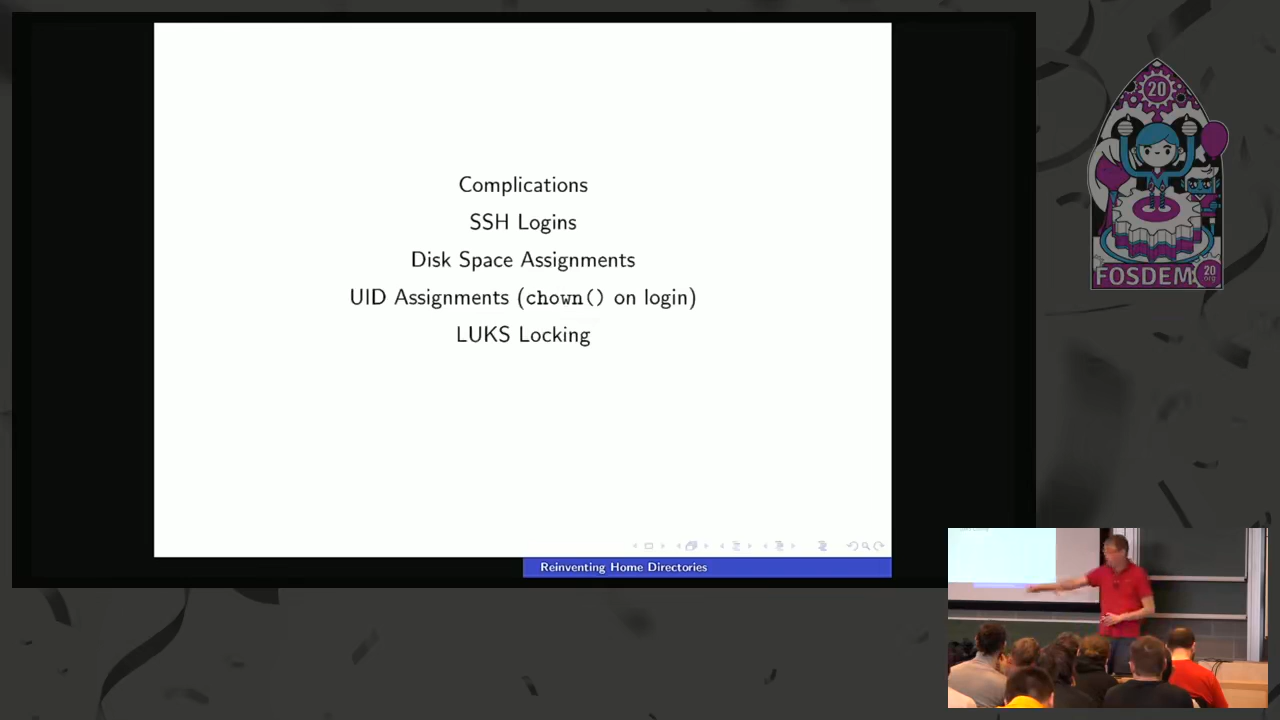 Complications
SSH Logins
Disk Space Assignments
UID Assignments (chown() on login)
LUKS Locking
Reinventing Home Directories
20
FOSDEM
20
.org